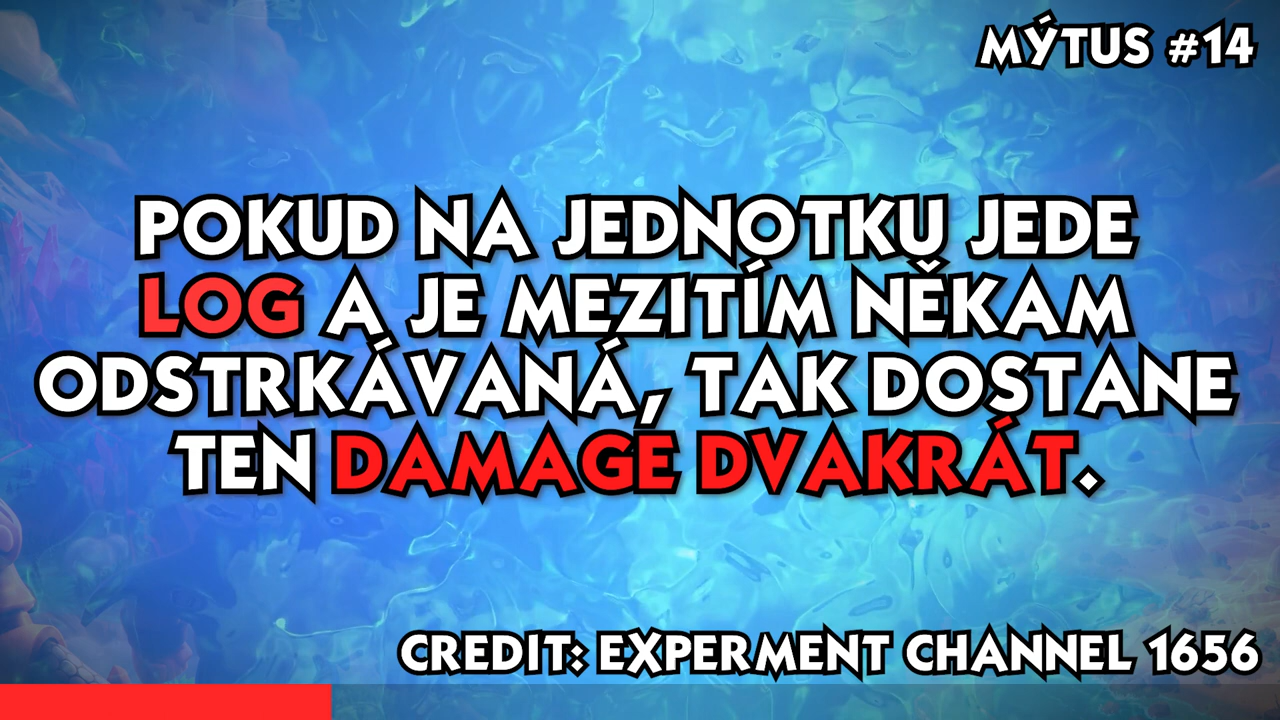 MÝTUS #14
POKUD NA JEDNOTKU JEDE
LOG A JE MEZITÍM NĚKAM
ODSTRKÁVANÁ, TAK DOSTANE
TEN DAMAGE DVAKRÁT.
CREDIT: EXPERMENT CHANNEL 1656